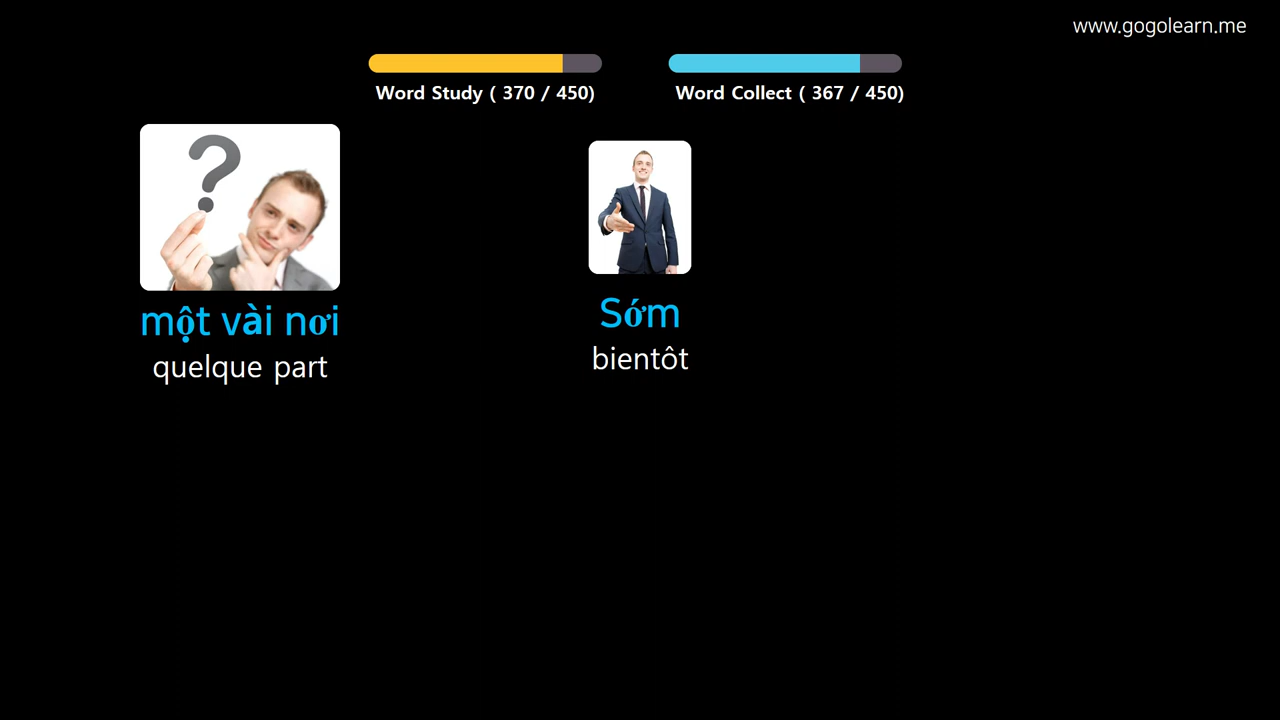 www.gogolearn.me
Word Study ( 370 / 450)
Word Collect ( 367 / 450)
?
một vài nơi
quelque part
Sớm
bientôt